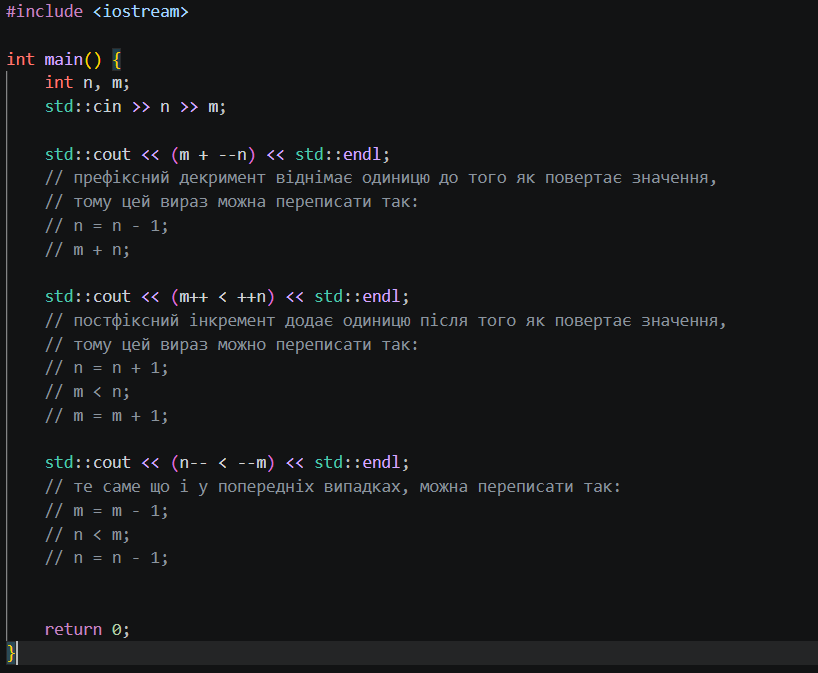 #include <iostream>
int main() {
int n, m;
std::cin >> n >> m;
std::cout << (m + --n) << std::endl;
// префіксний декримент віднімає одиницю до того як повертає значення,
// тому цей вираз можна переписати так:
// n = n - 1;
// m + n;
std::cout << (m++ < ++n) << std::endl;
// постфіксний інкремент додає одиницю після того як повертає значення,
// тому цей вираз можно переписати так:
// n = n + 1;
// m < n;
// m = m + 1;
std::cout << (n-- < --m) << std::endl;
// те саме що і у попередніх випадках, можна переписати так:
// m = m - 1;
// n < m;
// n = n - 1;
return 0;
}